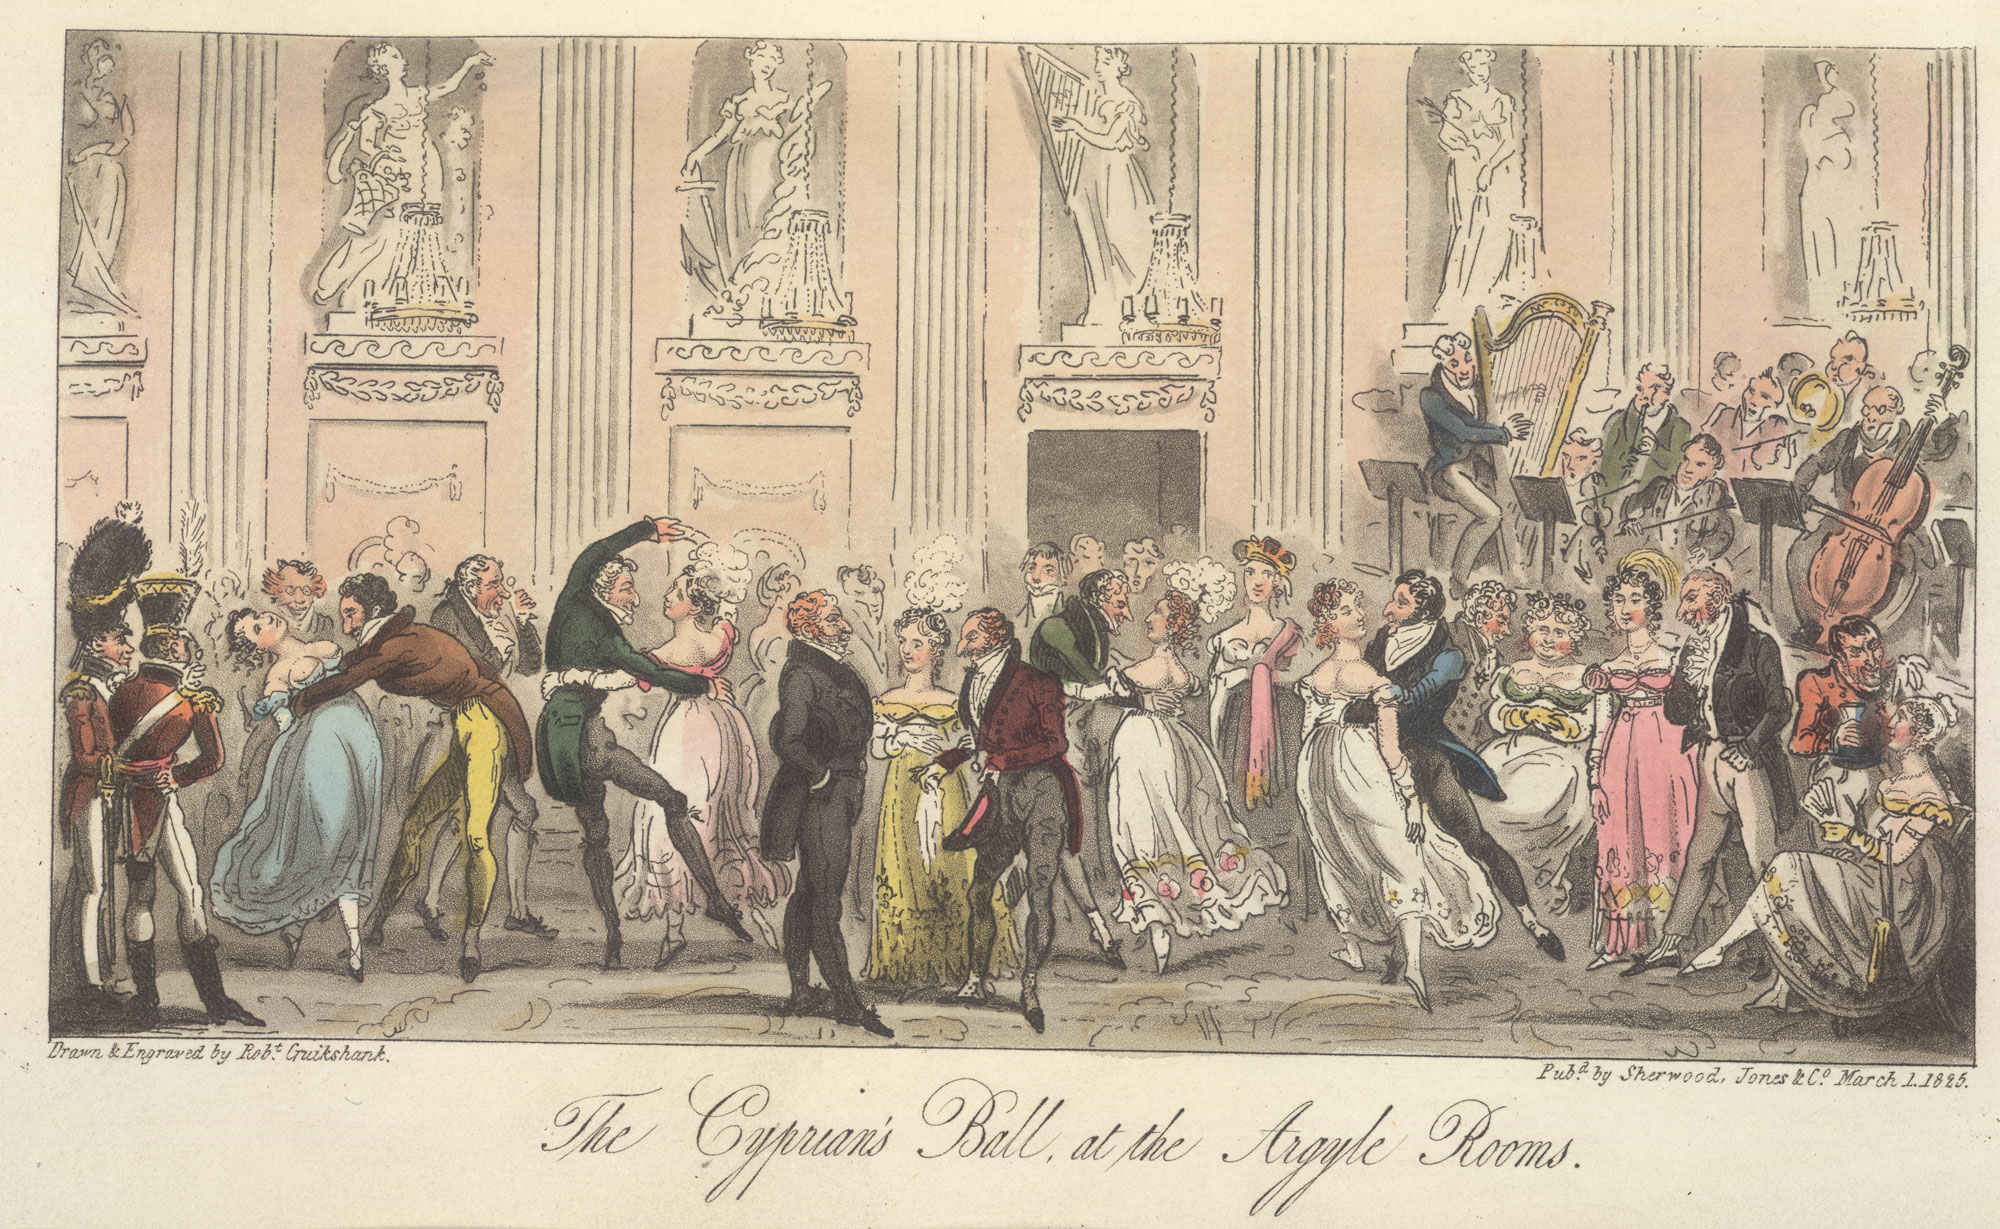 Drawn & Engraved by Robt. Cruikshank.
Pubd. by Sherwood, Jones & Co. March 1. 1825.
The Cyprian's Ball, at the Argyle Rooms.